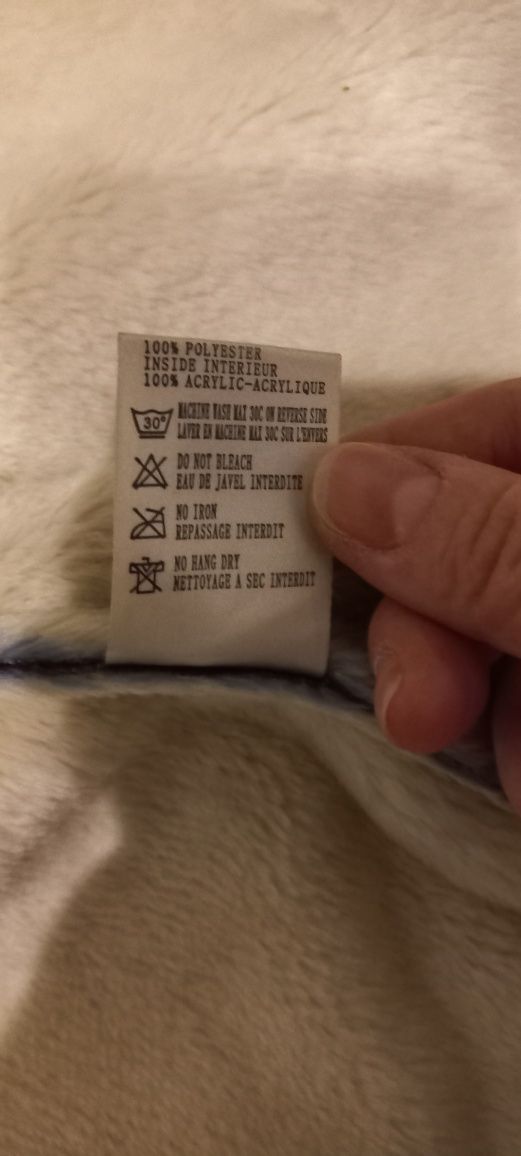 100% POLYESTER
INSIDE INTERIEUR
100% ACRYLIC-ACRYLIQUE
30° MACHINE WASH MAX 30C ON REVERSE SIDE
LAVER EN MACHINE MAX 30C SUR L'ENVERS
DO NOT BLEACH
EAU DE JAVEL INTERDITE
NO IRON
REPASSAGE INTERDIT
NO HANG DRY
NETTOYAGE A SEC INTERDIT